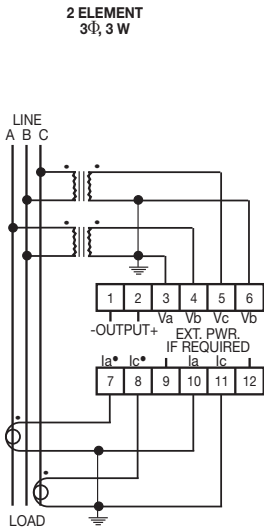 2 ELEMENT
3Φ, 3 W
LINE
A B C
1 2 3 4 5 6
-OUTPUT+ Va Vb Vc Vb
EXT. PWR.
IF REQUIRED
Ia• Ic• Ia Ic
7 8 9 10 11 12
LOAD